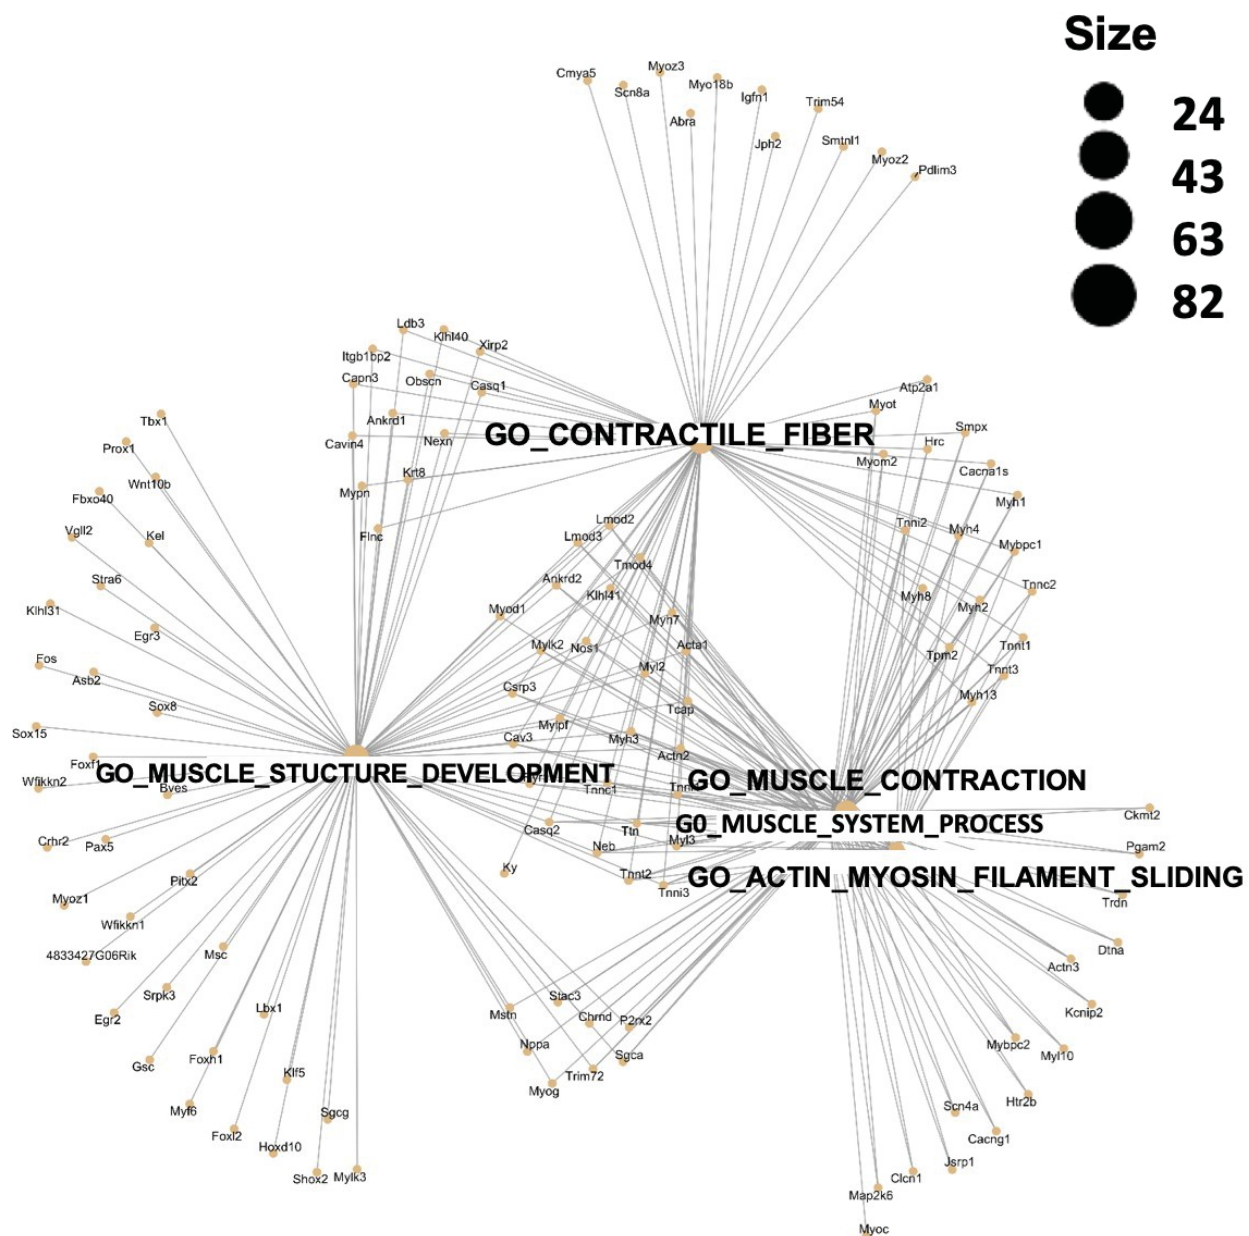 Size
24
43
63
82
Cmya5
Scn8a
Myoz3
Myo18b
Igfn1
Abra
Trim54
Jph2
Smtnl1
Myoz2
Pdlim3
Ldb3
Klhl40
Xirp2
Itgb1bp2
Capn3
Obscn
Casq1
Ankrd1
Cavin4
Nexn
Krt8
Mypn
Flnc
Atp2a1
Myot
Smpx
Hrc
Myom2
Cacna1s
Myh1
GO_CONTRACTILE_FIBER
Tnni2
Myh4
Mybpc1
Tnnc2
Myh8
Myh2
Tnnt1
Tpm2
Tnnt3
Myh13
Tbx1
Prox1
Wnt10b
Fbxo40
Vgll2
Kel
Stra6
Klhl31
Egr3
Fos
Asb2
Sox8
Sox15
Foxf1
Wfikkn2
Bves
Lmod2
Lmod3
Tmod4
Ankrd2
Klhl41
Myod1
Myh7
Mylk2
Nos1
Acta1
Myl2
Csrp3
Tcap
Mylpf
Cav3
Myh3
Actn2
GO_MUSCLE_STUCTURE_DEVELOPMENT
Tnnc1
GO_MUSCLE_CONTRACTION
G0_MUSCLE_SYSTEM_PROCESS
GO_ACTIN_MYOSIN_FILAMENT_SLIDING
Casq2
Ttn
Myl3
Neb
Ky
Tnnt2
Tnni3
Ckmt2
Pgam2
Trdn
Dtna
Actn3
Kcnip2
Mybpc2
Myl10
Htr2b
Scn4a
Cacng1
Jsrp1
Clcn1
Map2k6
Myoc
Crhr2
Pax5
Pitx2
Myoz1
Wfikkn1
4833427G06Rik
Msc
Srpk3
Egr2
Lbx1
Gsc
Foxh1
Klf5
Myf6
Sgcg
Foxl2
Hoxd10
Shox2
Mylk3
Mstn
Stac3
Chrnd
P2rx2
Nppa
Sgca
Trim72
Myog